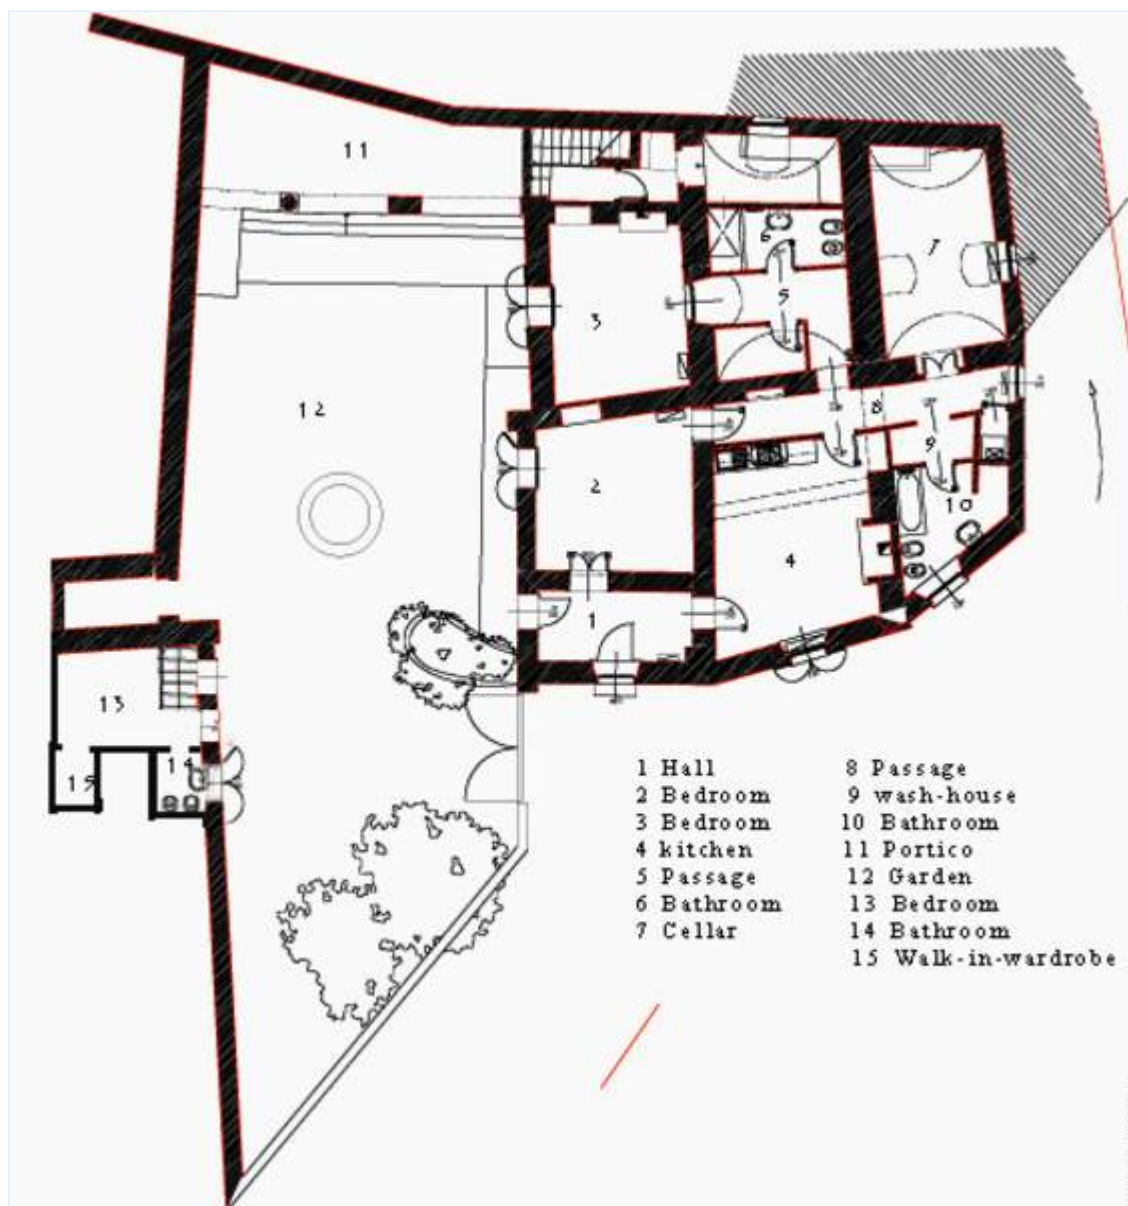 11
6
7
5
3
12
8
9
2
10
4
1
13
14
15
1 Hall
2 Bedroom
3 Bedroom
4 kitchen
5 Passage
6 Bathroom
7 Cellar
8 Passage
9 wash-house
10 Bathroom
11 Portico
12 Garden
13 Bedroom
14 Bathroom
15 Walk-in-wardrobe